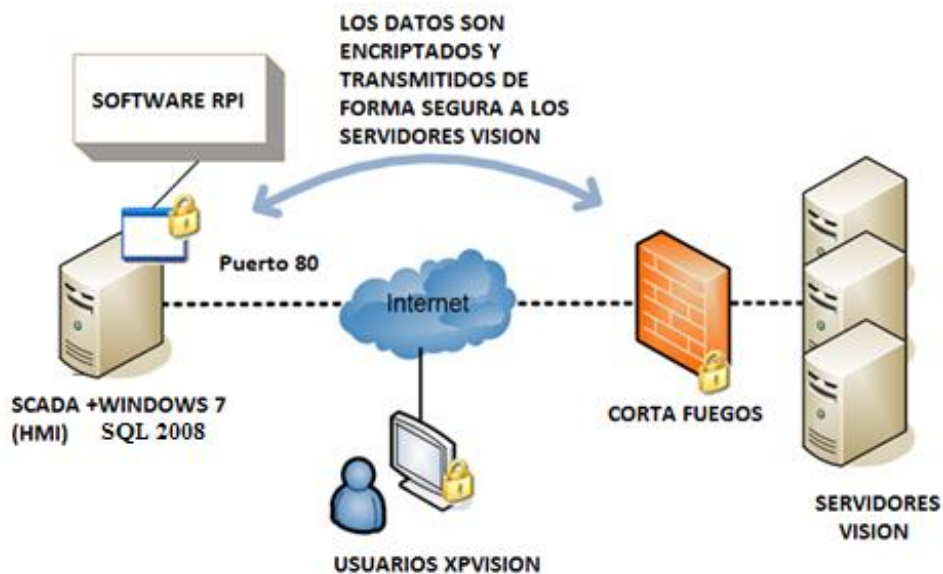 LOS DATOS SON
ENCRIPTADOS Y
TRANSMITIDOS DE
FORMA SEGURA A LOS
SERVIDORES VISION
SOFTWARE RPI
Puerto 80
Internet
SCADA +WINDOWS 7
(HMI) SQL 2008
CORTA FUEGOS
SERVIDORES
VISION
USUARIOS XPVISION